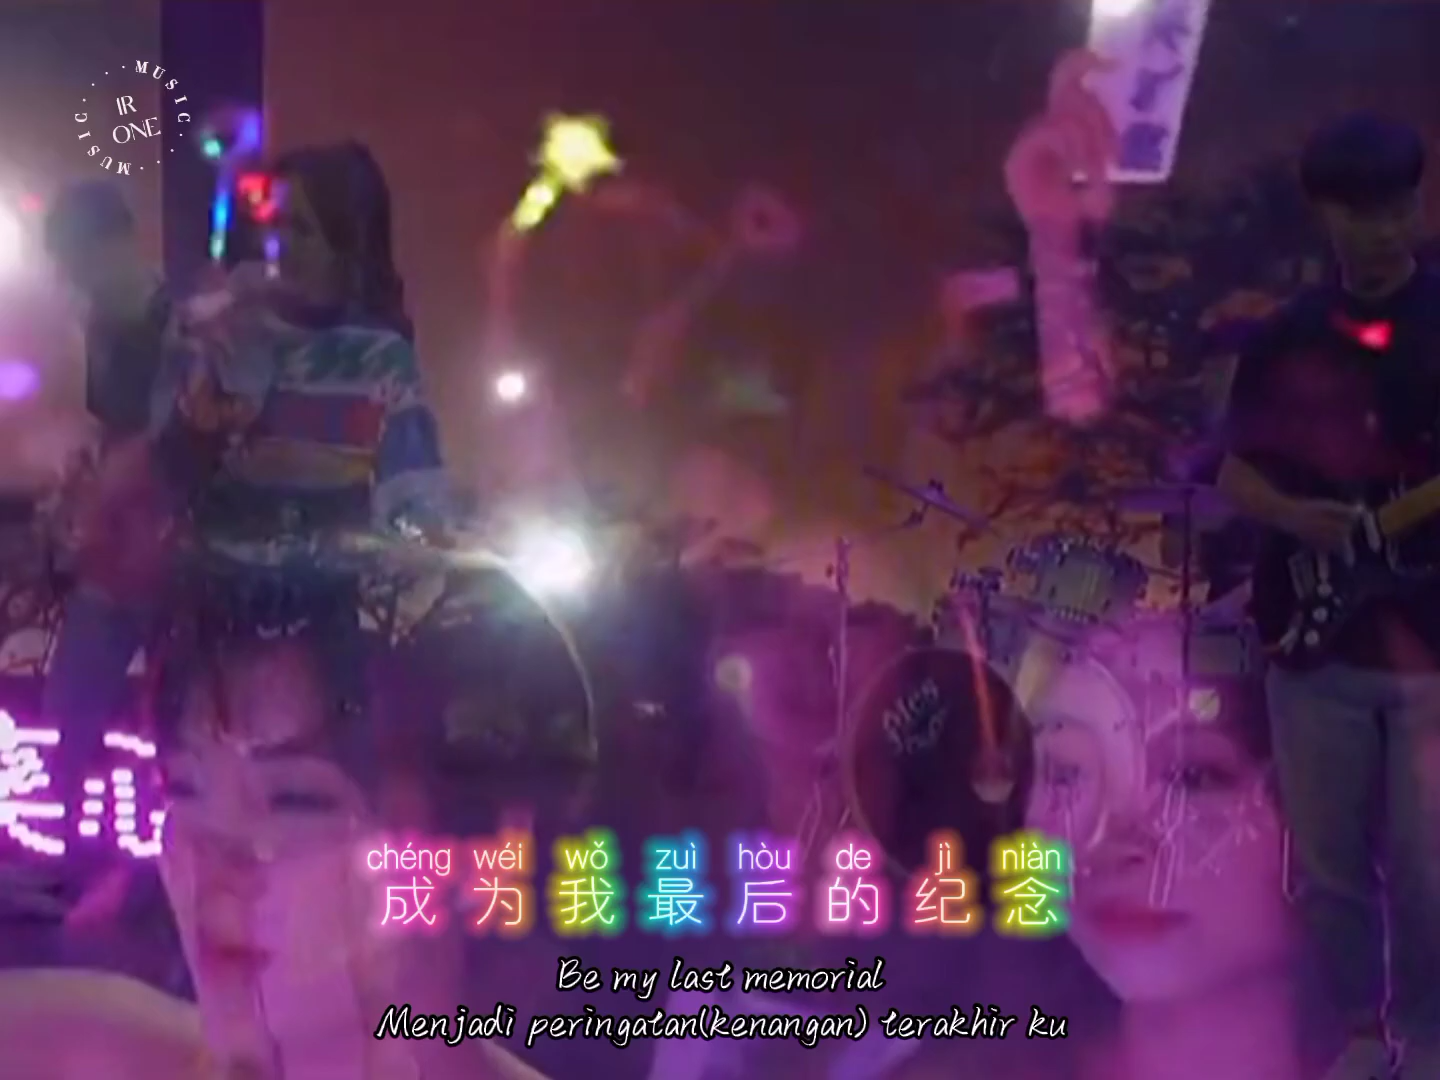 MUSIC
IR
ONE
MUSIC
chéng wéi wǒ zuì hòu de jì niàn
成为我最后的纪念
Be my last memorial
Menjadi peringatan(kenangan) terakhir ku